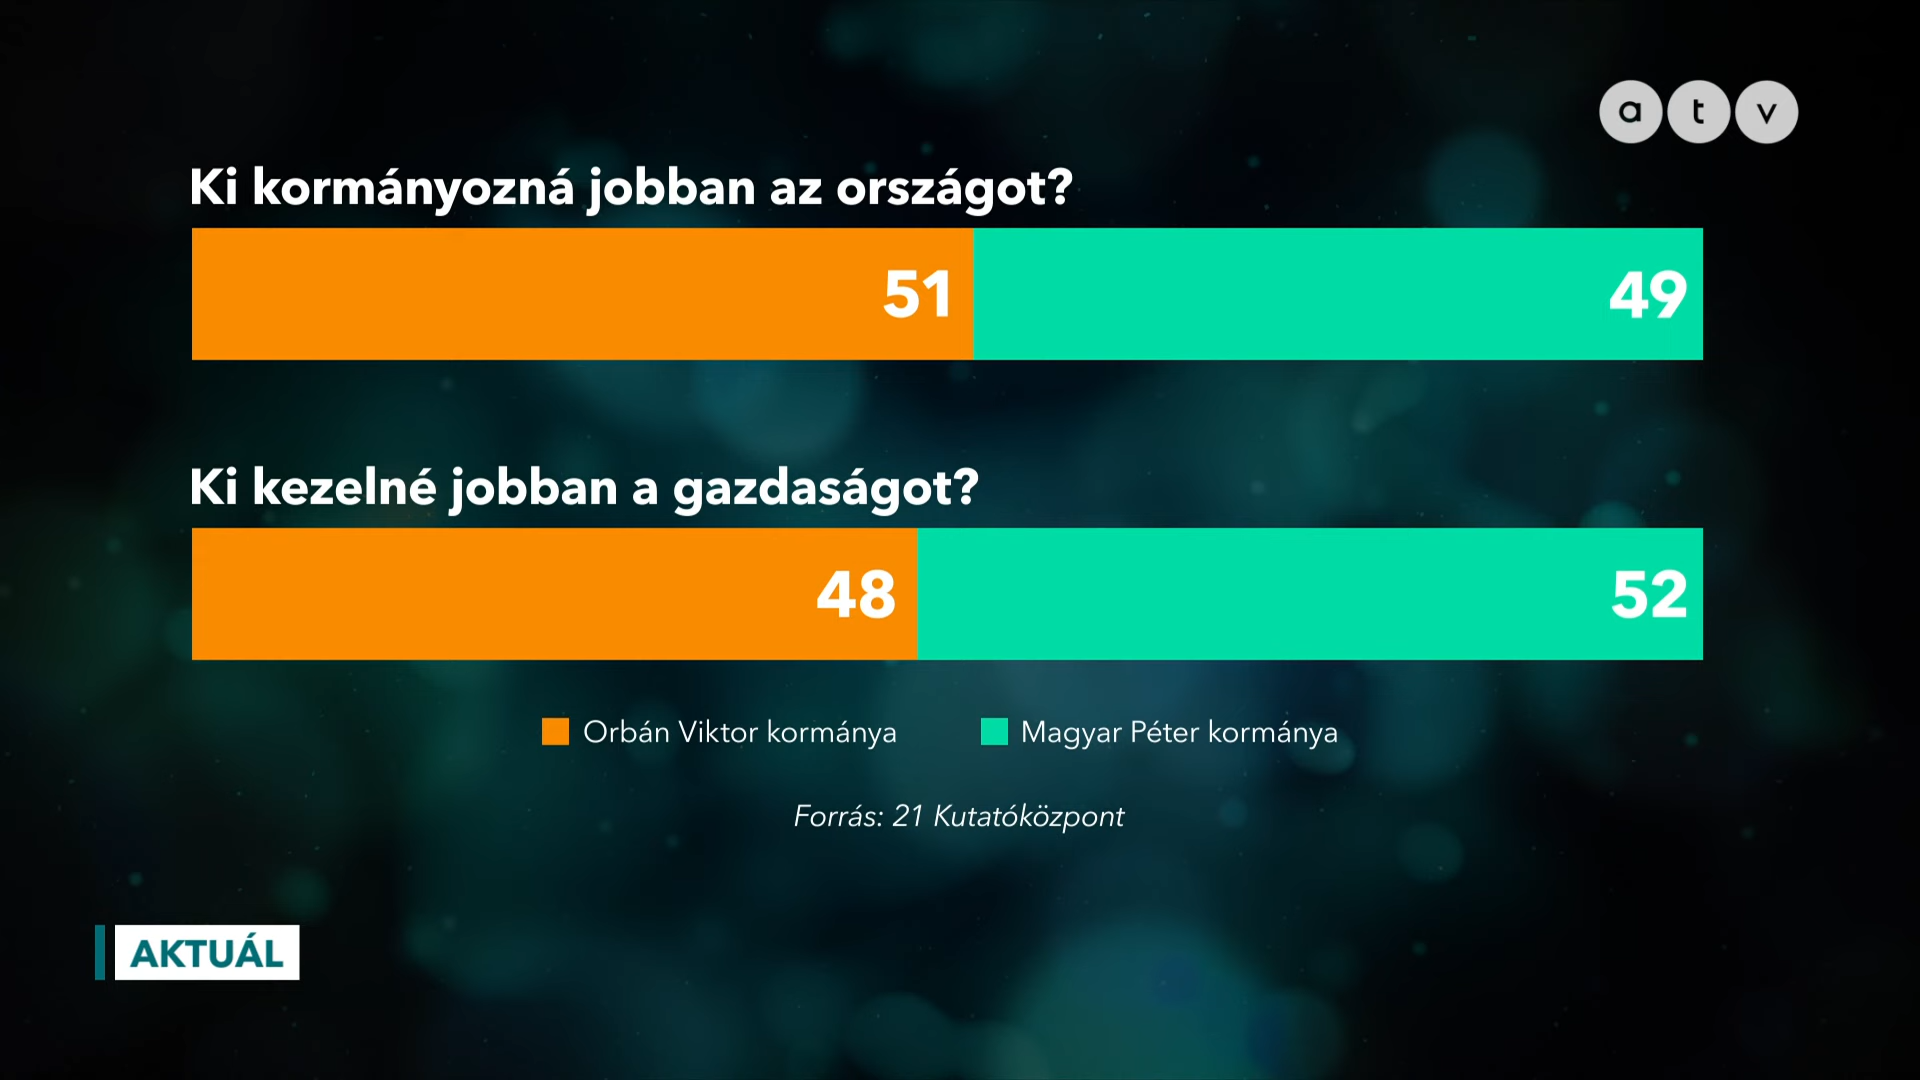 a t v
Ki kormányozná jobban az országot?
51 49
Ki kezelné jobban a gazdaságot?
48 52
Orbán Viktor kormánya Magyar Péter kormánya
Forrás: 21 Kutatóközpont
AKTUÁL